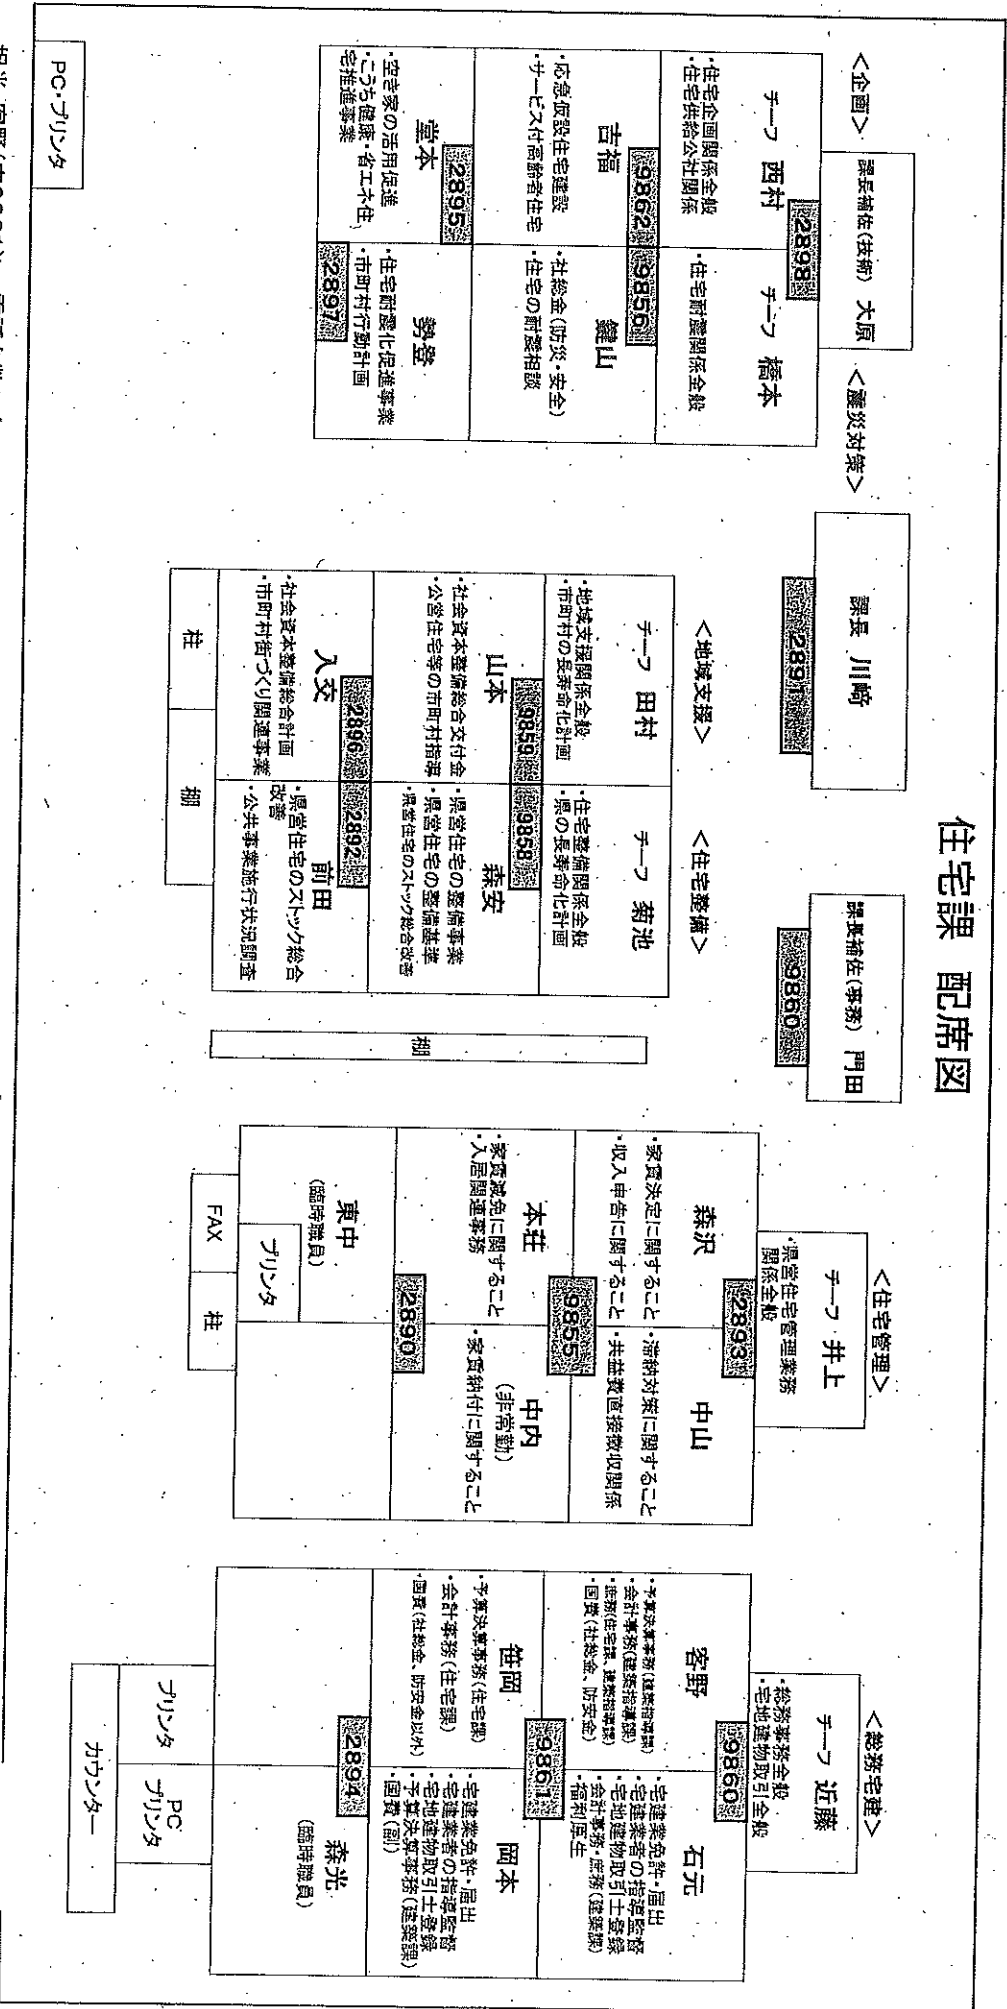 住宅課 配席図
課長補佐(技術) 大原
課長 川﨑
2891
課長補佐(事務) 門田
9860
<企画>
<震災対策>
2898
チーフ 西村
・住宅企画関係全般
・住宅供給公社関係
チーフ 橋本
・住宅耐震関係全般
9862
9856
吉福
・応急仮設住宅建設
・サービス付高齢者住宅
鍵山
・社総金(防災・安全)
・住宅の耐震相談
2895
堂本
・空き家の活用促進
・こうち健康・省エネ住
宅推進事業
勢登
・住宅耐震化促進事業
・市町村行動計画
2897
PC・プリンタ
<地域支援>
<住宅整備>
チーフ 田村
・地域支援関係全般
・市町村の長寿命化計画
チーフ 菊池
・住宅整備関係全般
・県の長寿命化計画
9859
9858
山本
・社会資本整備総合交付金
・公営住宅等の市町村指導
森安
・県営住宅の整備事業
・県営住宅の整備基準
・県営住宅のストック総合改善
2896
2892
入交
・社会資本整備総合計画
・市町村街づくり関連事業
前田
・県営住宅のストック総合
改善
・公共事業施行状況調査
柱
棚
棚
<住宅管理>
チーフ 井上
・県営住宅管理業務
関係全般
2893
森沢
・家賃決定に関すること
・収入申告に関すること
中山
・滞納対策に関すること
・共益費直接徴収関係
9855
本荘
・家賃減免に関すること
・入居関連事務
中内
(非常勤)
・家賃納付に関すること
2890
東中
(臨時職員)
プリンタ
FAX
柱
<総務宅建>
チーフ 近藤
・総務事務全般
・宅地建物取引全般
9860
客野
・予算決算事務(建築指導課)
・会計事務(建築指導課)
・庶務(住宅課、建築指導課)
・国費(社総金、防安金)
石元
・宅建業免許・届出
・宅建業者の指導監督
・宅地建物取引士登録
・会計事務・庶務(建築課)
・福利厚生
9861
笹岡
・予算決算事務(住宅課)
・会計事務(住宅課)
・国費(社総金、防安金以外)
岡本
・宅建業免許・届出
・宅建業者の指導監督
・宅地建物取引士登録
・予算決算事務(建築課)
・国費(副)
2894
森光
(臨時職員)
プリンタ
PC
プリンタ
カウンター